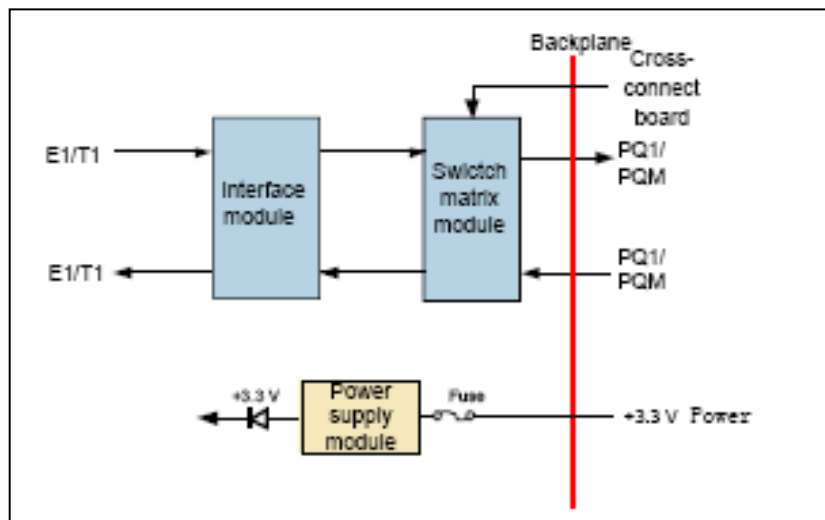 Backplane
Cross-
connect
board
E1/T1
Interface
module
Swictch
matrix
module
PQ1/
PQM
E1/T1
PQ1/
PQM
+3.3 V
Power
supply
module
Fuse
+3.3 V Power